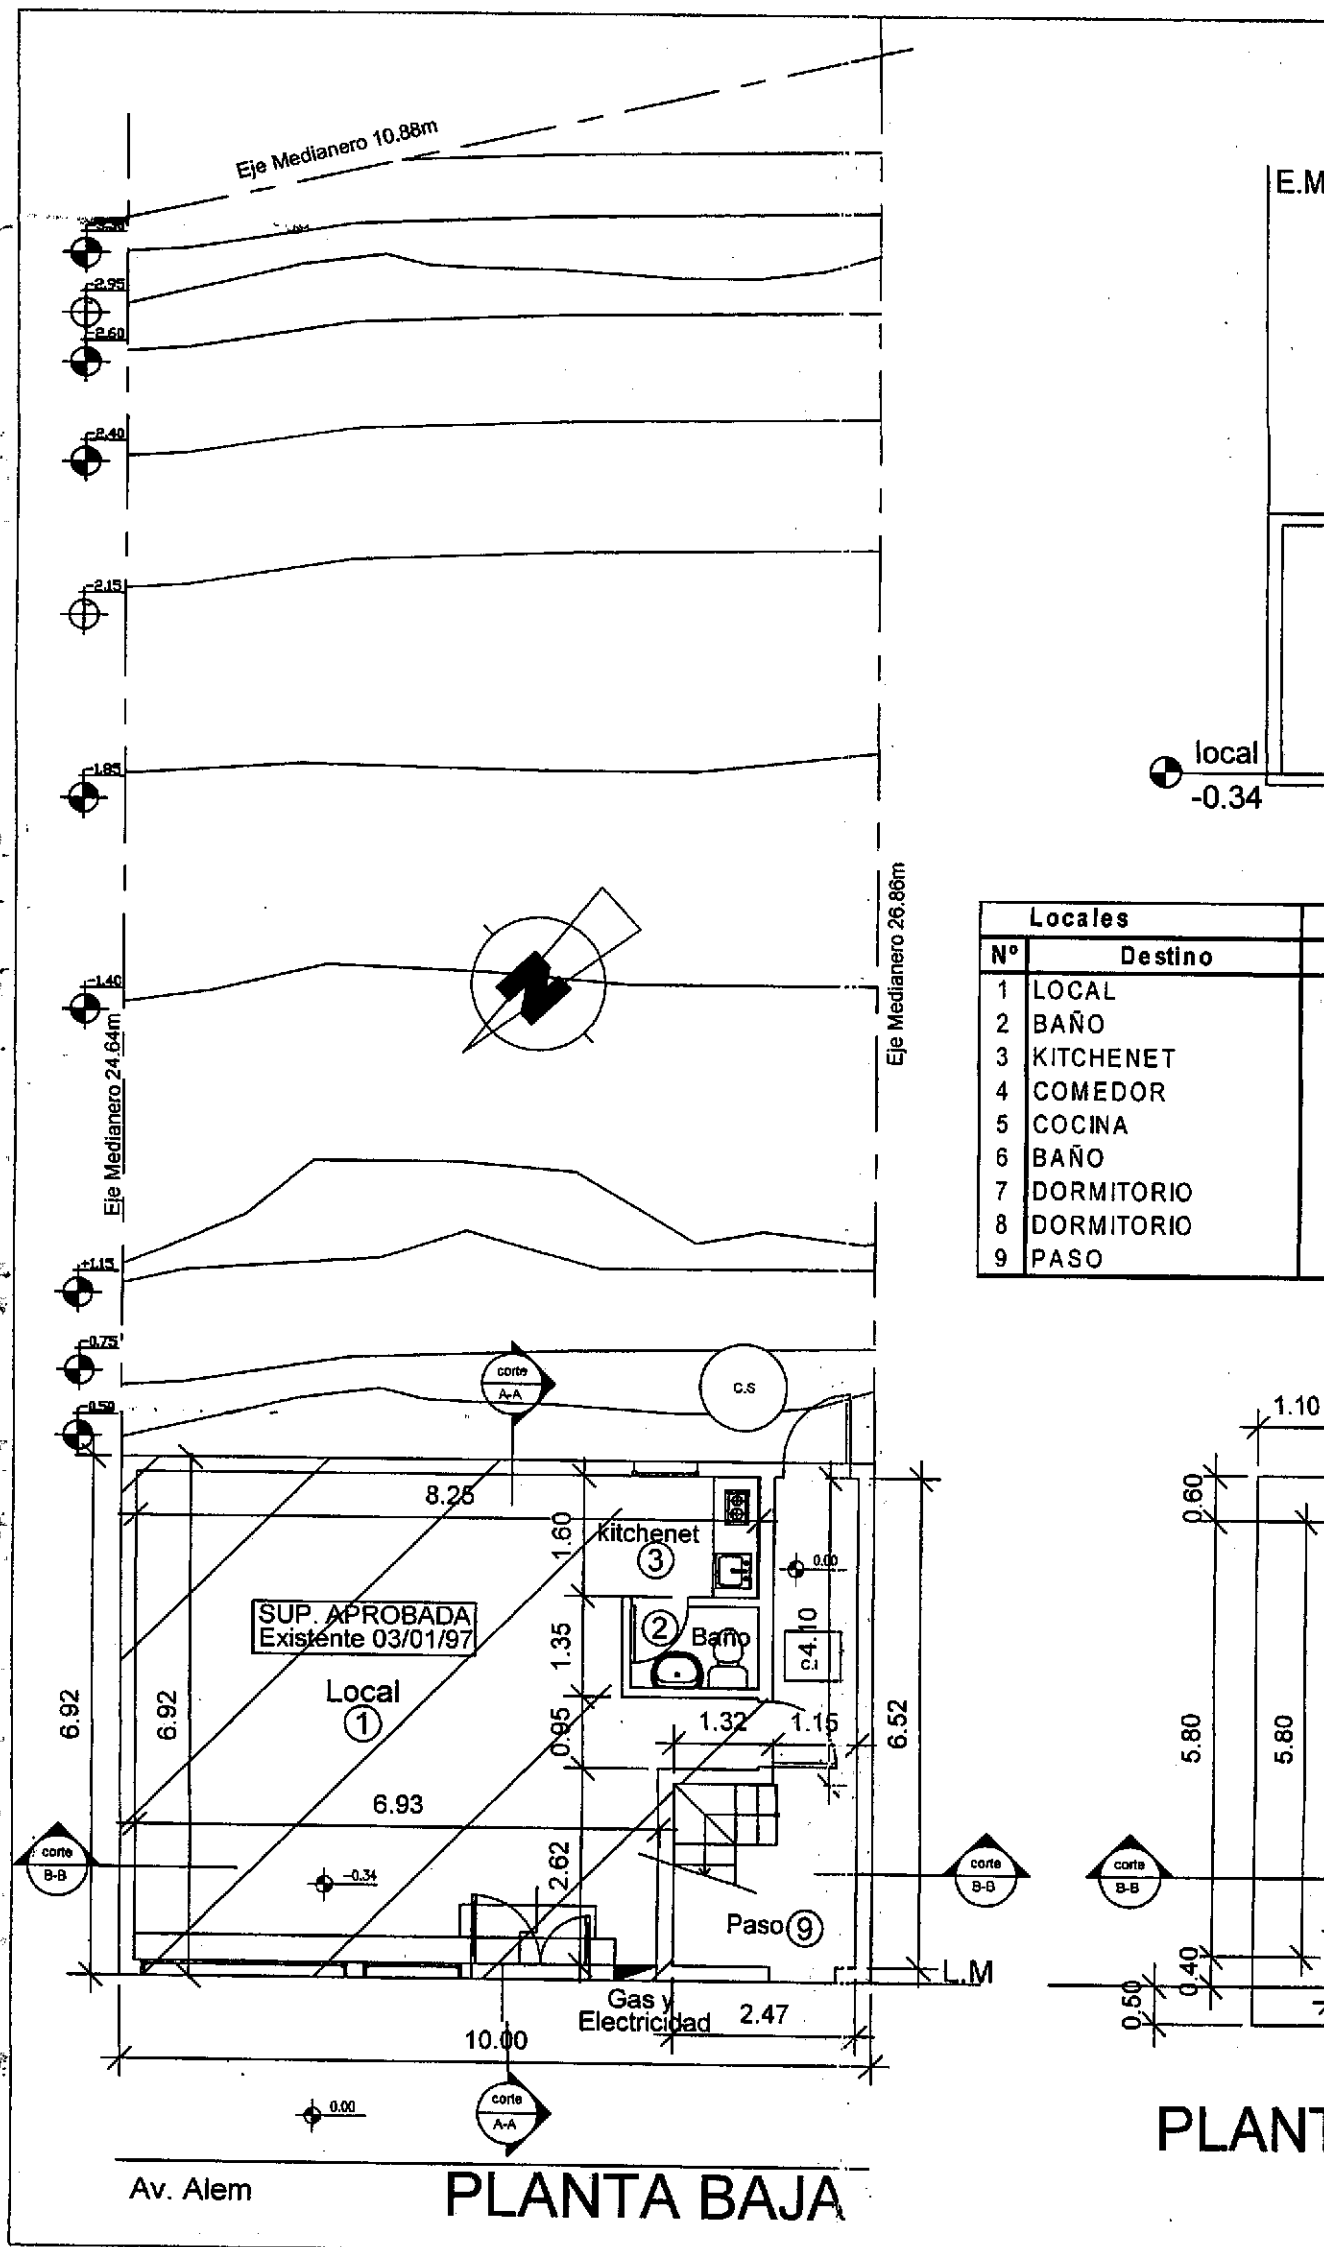 Eje Medianero 10.88m
E.M
-2.95
-2.60
-2.40
-2.15
-1.85
local
-0.34
Eje Medianero 26.86m
-1.40
Eje Medianero 24.64m
Locales
Nº Destino
1 LOCAL
2 BAÑO
3 KITCHENET
4 COMEDOR
5 COCINA
6 BAÑO
7 DORMITORIO
8 DORMITORIO
9 PASO
+1.15
-0.75
-0.50
corte
A-A
C.S
1.10
0.60
8.25
1.60
kitchenet
3
0.00
SUP. APROBADA
Existente 03/01/97
2
Baño
1.35
4.10
C.I
Local
1
6.92
6.92
0.95
1.32
1.15
6.52
5.80
5.80
6.93
2.62
corte
B-B
-0.34
corte
B-B
corte
B-B
Paso 9
L.M
0.40
0.50
Gas y
Electricidad
2.47
10.00
0.00
corte
A-A
PLANT
Av. Alem
PLANTA BAJA